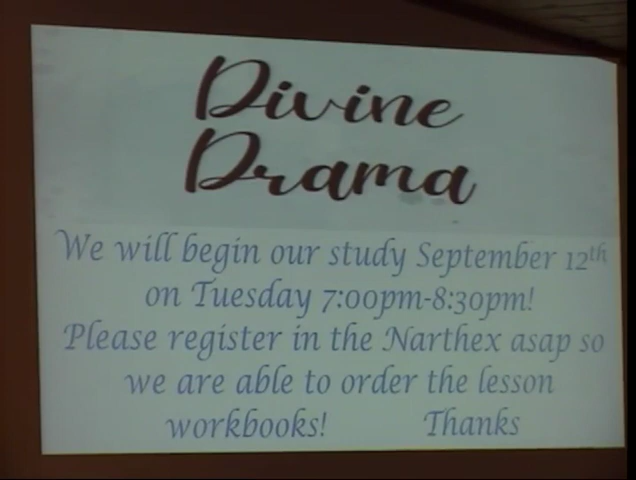 Divine
Drama
We will begin our study September 12th
on Tuesday 7:00pm-8:30pm!
Please register in the Narthex asap so
we are able to order the lesson
workbooks! Thanks